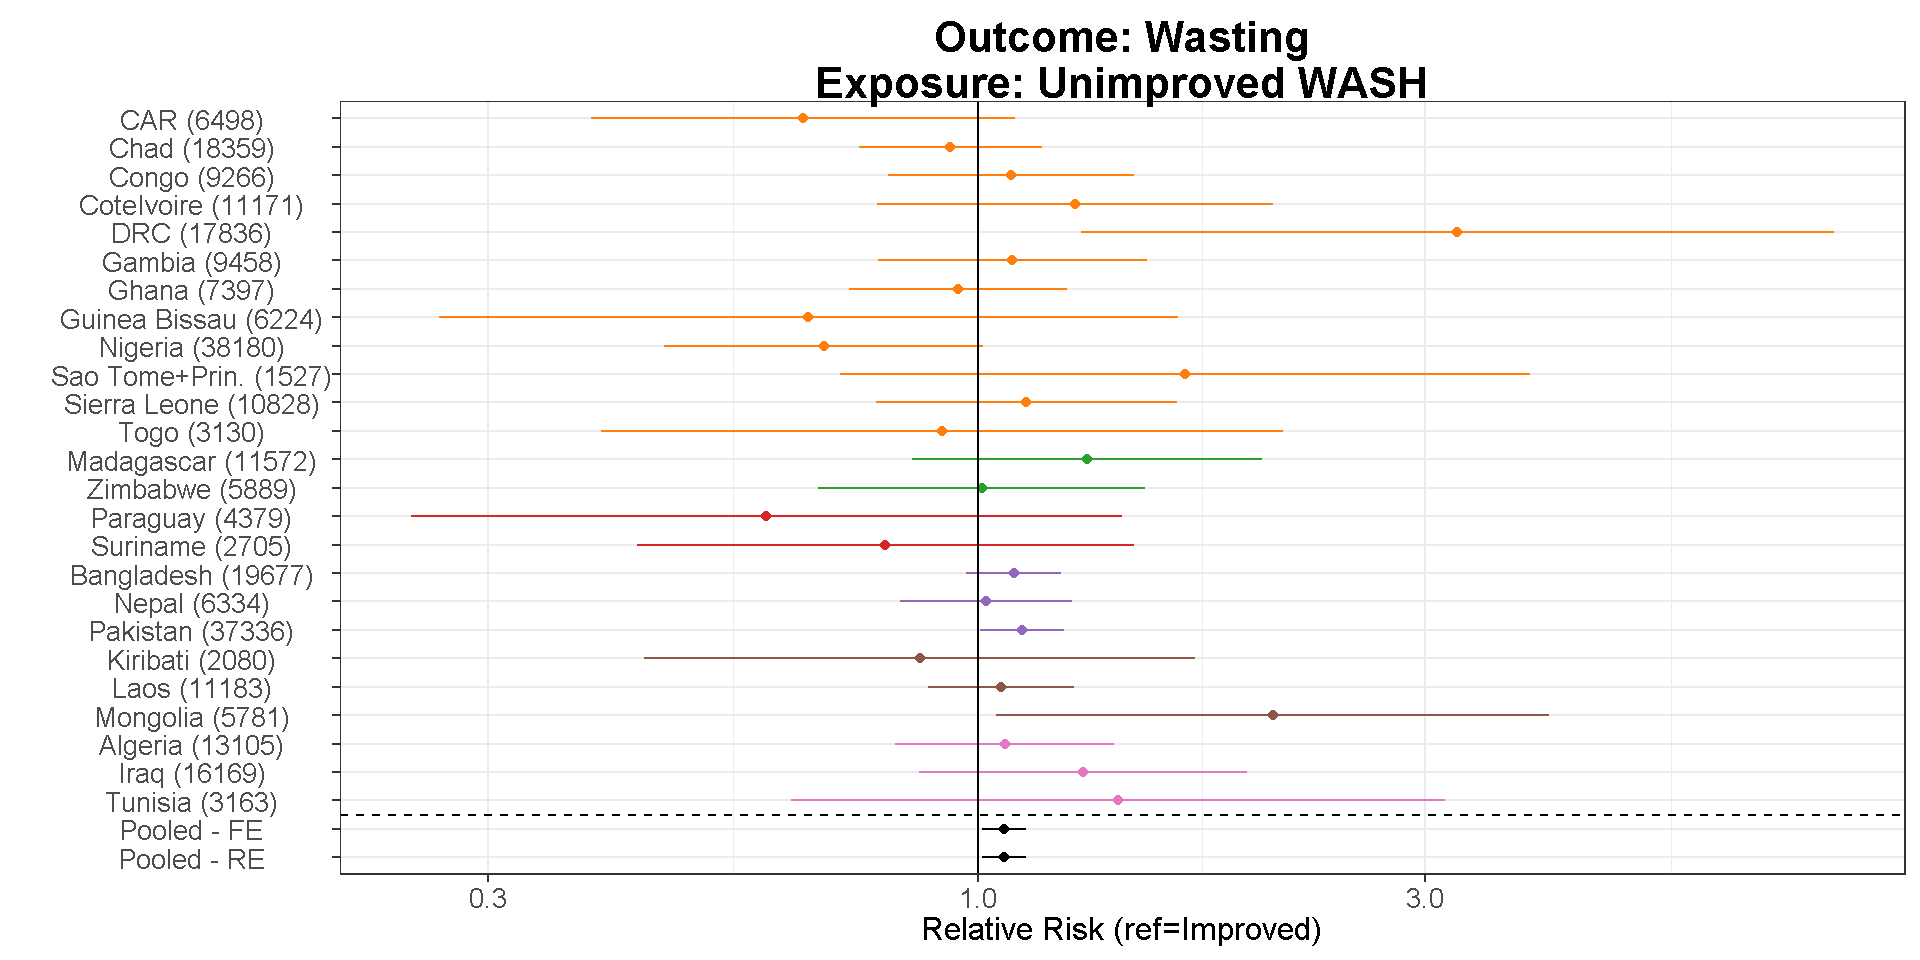 Outcome: Wasting
Exposure: Unimproved WASH
CAR (6498)
Chad (18359)
Congo (9266)
CoteIvoire (11171)
DRC (17836)
Gambia (9458)
Ghana (7397)
Guinea Bissau (6224)
Nigeria (38180)
Sao Tome+Prin. (1527)
Sierra Leone (10828)
Togo (3130)
Madagascar (11572)
Zimbabwe (5889)
Paraguay (4379)
Suriname (2705)
Bangladesh (19677)
Nepal (6334)
Pakistan (37336)
Kiribati (2080)
Laos (11183)
Mongolia (5781)
Algeria (13105)
Iraq (16169)
Tunisia (3163)
Pooled - FE
Pooled - RE
0.3 1.0 3.0
Relative Risk (ref=Improved)